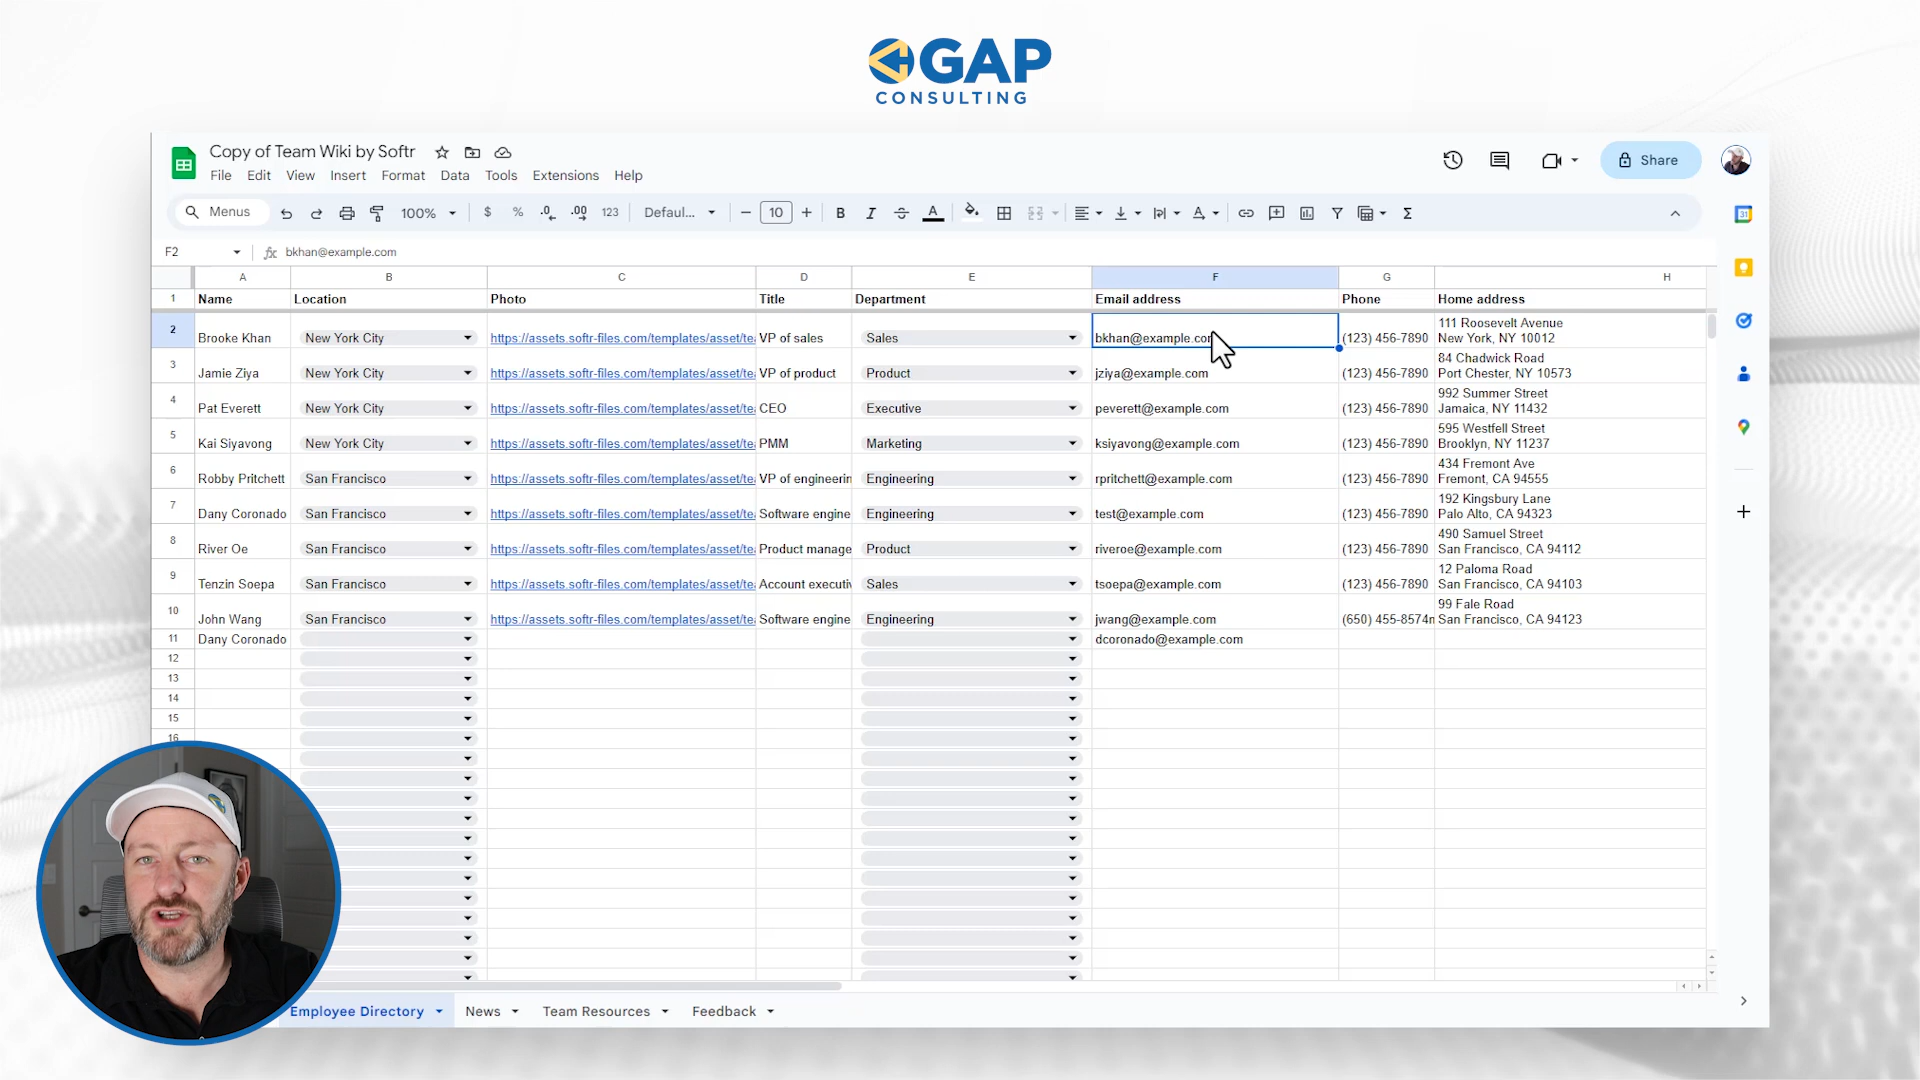 GAP
CONSULTING
Copy of Team Wiki by Softr
File Edit View Insert Format Data Tools Extensions Help
Share
Menus 100% $ % .0 .00 123 Defaul... 10 B I A
31
F2 fx bkhan@example.com
A B C D E F G H
1 Name Location Photo Title Department Email address Phone Home address
2 Brooke Khan New York City https://assets.softr-files.com/templates/asset/te VP of sales Sales bkhan@example.com (123) 456-7890 111 Roosevelt Avenue
New York, NY 10012
3 Jamie Ziya New York City https://assets.softr-files.com/templates/asset/te VP of product Product jziya@example.com (123) 456-7890 84 Chadwick Road
Port Chester, NY 10573
4 Pat Everett New York City https://assets.softr-files.com/templates/asset/te CEO Executive peverett@example.com (123) 456-7890 992 Summer Street
Jamaica, NY 11432
5 Kai Siyavong New York City https://assets.softr-files.com/templates/asset/te PMM Marketing ksiyavong@example.com (123) 456-7890 595 Westfell Street
Brooklyn, NY 11237
6 Robby Pritchett San Francisco https://assets.softr-files.com/templates/asset/te VP of engineerin Engineering rpritchett@example.com (123) 456-7890 434 Fremont Ave
Fremont, CA 94555
7 Dany Coronado San Francisco https://assets.softr-files.com/templates/asset/te Software engine Engineering test@example.com (123) 456-7890 192 Kingsbury Lane
Palo Alto, CA 94323
8 River Oe San Francisco https://assets.softr-files.com/templates/asset/te Product manage Product riveroe@example.com (123) 456-7890 490 Samuel Street
San Francisco, CA 94112
9 Tenzin Soepa San Francisco https://assets.softr-files.com/templates/asset/te Account executiv Sales tsoepa@example.com (123) 456-7890 12 Paloma Road
San Francisco, CA 94103
10 John Wang San Francisco https://assets.softr-files.com/templates/asset/te Software engine Engineering jwang@example.com (650) 455-8574n 99 Fale Road
San Francisco, CA 94123
11 Dany Coronado dcoronado@example.com
12
13
14
15
16
Employee Directory News Team Resources Feedback